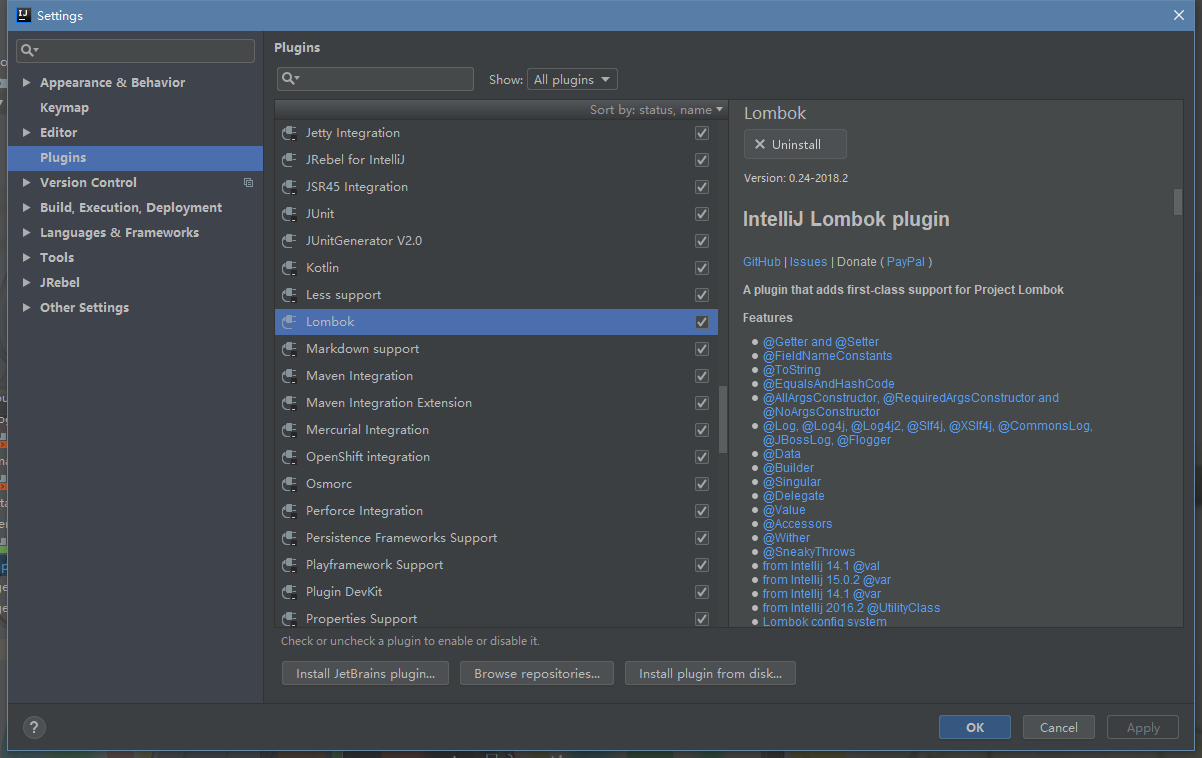 Settings
Appearance & Behavior
Keymap
Editor
Plugins
Version Control
Build, Execution, Deployment
Languages & Frameworks
Tools
JRebel
Other Settings
Plugins
Show: All plugins
Sort by: status, name
Jetty Integration
JRebel for IntelliJ
JSR45 Integration
JUnit
JUnitGenerator V2.0
Kotlin
Less support
Lombok
Markdown support
Maven Integration
Maven Integration Extension
Mercurial Integration
OpenShift integration
Osmorc
Perforce Integration
Persistence Frameworks Support
Playframework Support
Plugin DevKit
Properties Support
Check or uncheck a plugin to enable or disable it.
Install JetBrains plugin... Browse repositories... Install plugin from disk...
Lombok
Uninstall
Version: 0.24-2018.2
IntelliJ Lombok plugin
GitHub | Issues | Donate ( PayPal )
A plugin that adds first-class support for Project Lombok
Features
@Getter and @Setter
@FieldNameConstants
@ToString
@EqualsAndHashCode
@AllArgsConstructor, @RequiredArgsConstructor and
@NoArgsConstructor
@Log, @Log4j, @Log4j2, @Slf4j, @XSlf4j, @CommonsLog,
@JBossLog, @Flogger
@Data
@Builder
@Singular
@Delegate
@Value
@Accessors
@Wither
@SneakyThrows
from Intellij 14.1 @val
from Intellij 15.0.2 @var
from Intellij 14.1 @var
from Intellij 2016.2 @UtilityClass
Lombok config system
?
OK Cancel Apply